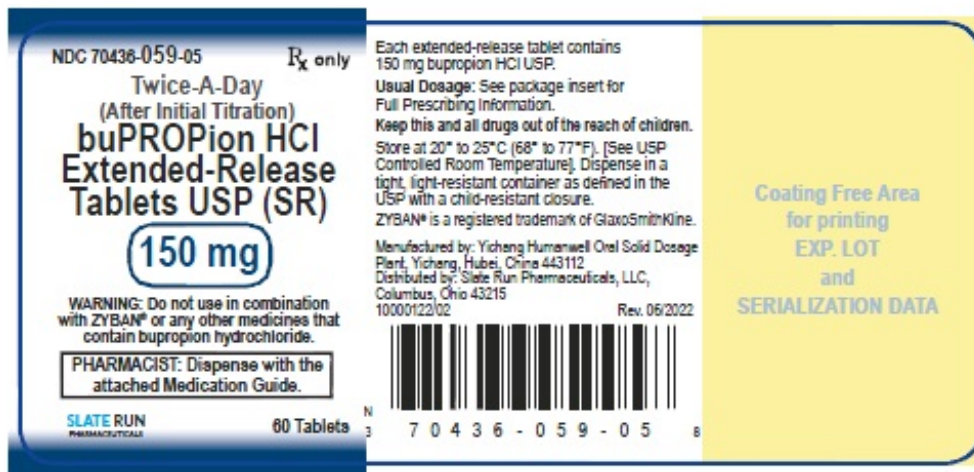 NDC 70436-059-05
Rx only
Twice-A-Day
(After Initial Titration)
buPROPion HCl
Extended-Release
Tablets USP (SR)
150 mg
WARNING: Do not use in combination
with ZYBAN® or any other medicines that
contain bupropion hydrochloride.
PHARMACIST: Dispense with the
attached Medication Guide.
SLATE RUN
PHARMACEUTICALS
60 Tablets
Each extended-release tablet contains
150 mg bupropion HCl USP.
Usual Dosage: See package insert for
Full Prescribing Information.
Keep this and all drugs out of the reach of children.
Store at 20° to 25°C (68° to 77°F). [See USP
Controlled Room Temperature]. Dispense in a
tight, light-resistant container as defined in the
USP with a child-resistant closure.
ZYBAN® is a registered trademark of GlaxoSmithKline.
Manufactured by: Yichang Humanwell Oral Solid Dosage
Plant, Yichang, Hubei, China 443112
Distributed by: Slate Run Pharmaceuticals, LLC,
Columbus, Ohio 43215
10000122/02
Rev. 06/2022
N
3 70436-059-05 8
Coating Free Area
for printing
EXP. LOT
and
SERIALIZATION DATA